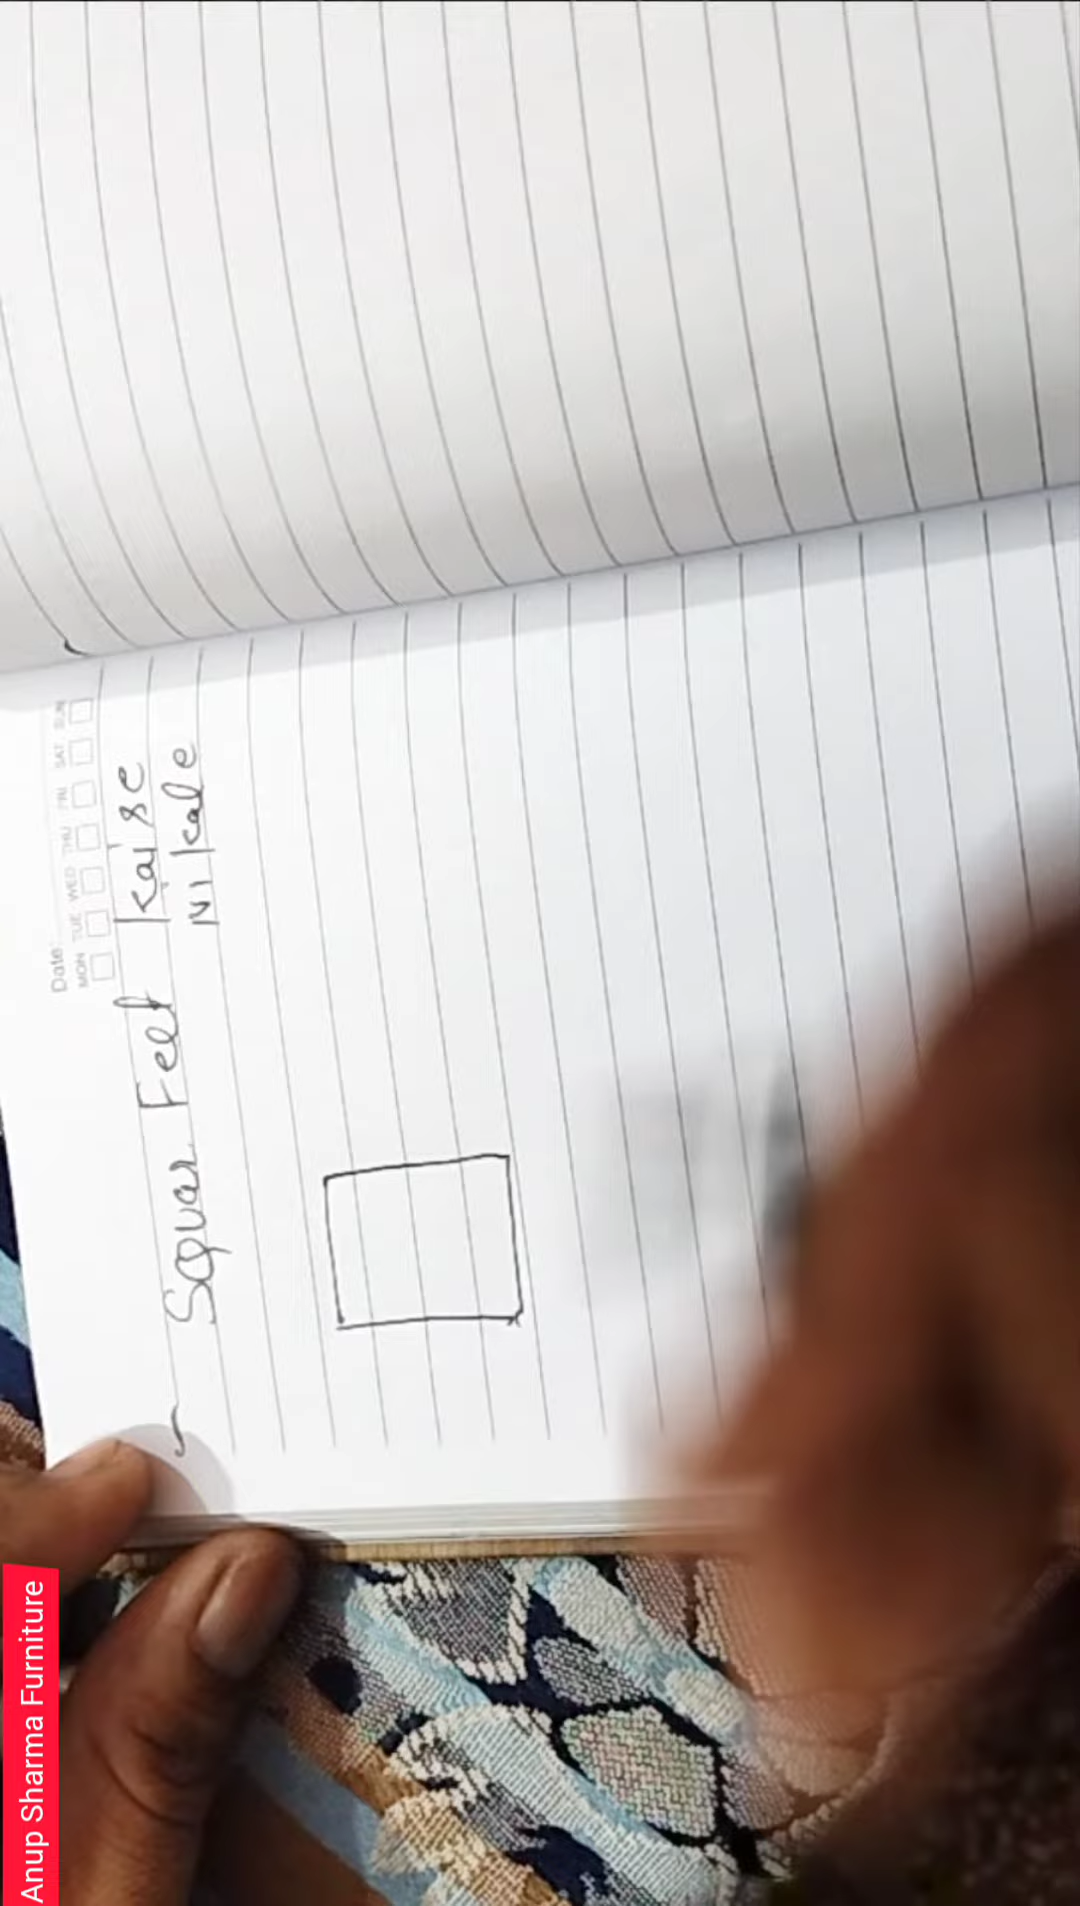 Date:
MON TUE WED THU FRI SAT SUN
Squar Feet kaise
Nikale
Anup Sharma Furniture